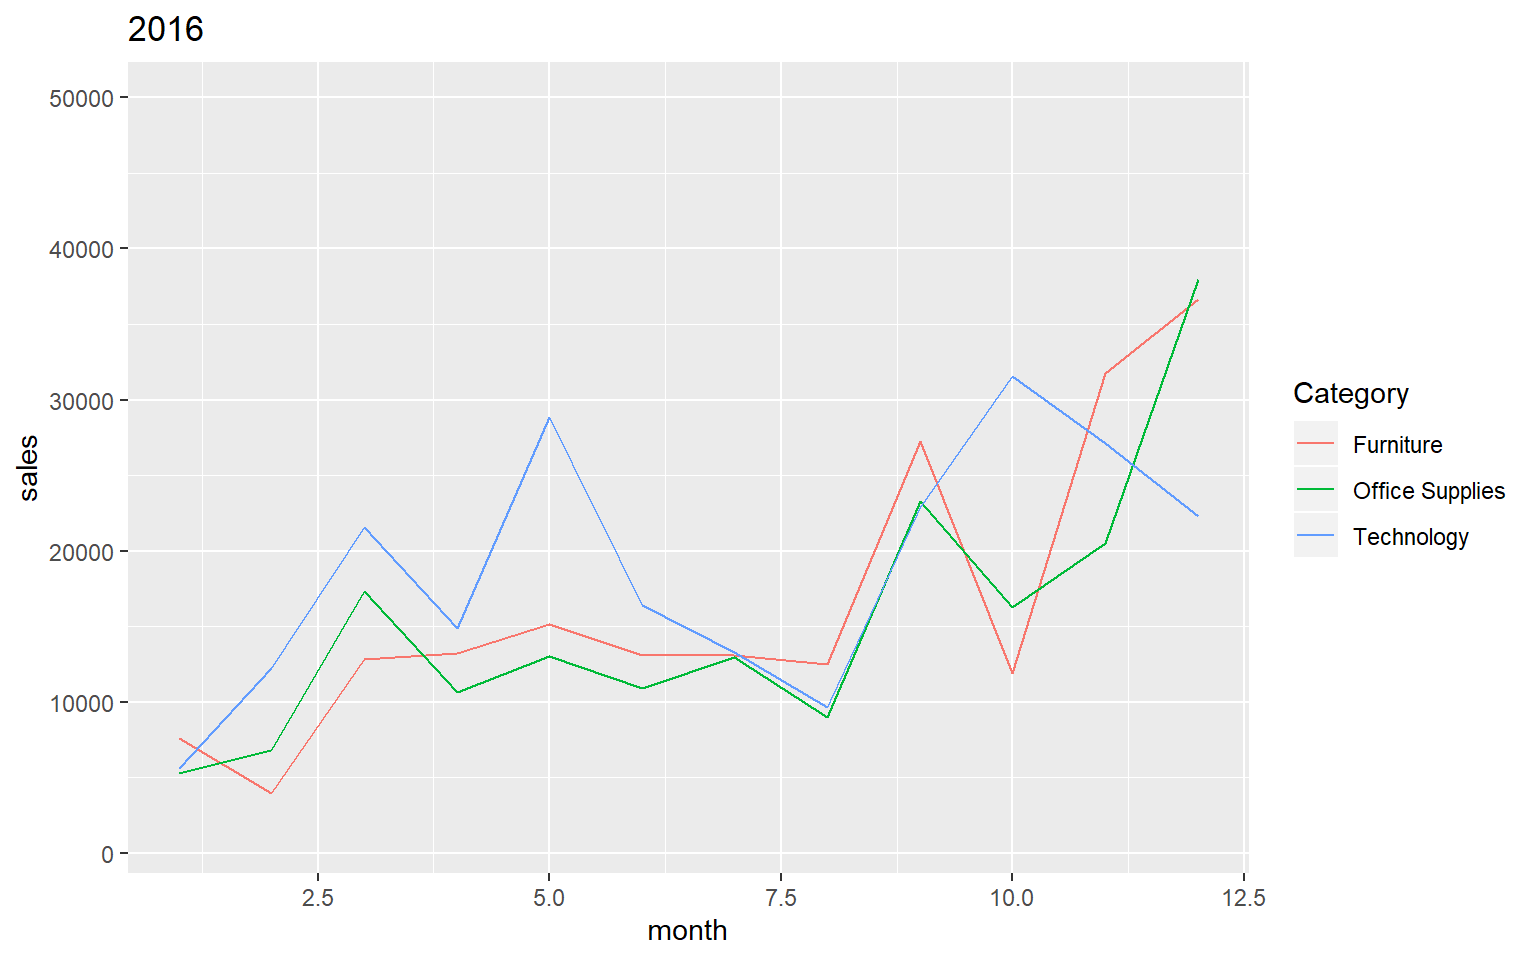 2016
50000
40000
30000
20000
10000
0
sales
2.5 5.0 7.5 10.0 12.5
month
Category
Furniture
Office Supplies
Technology